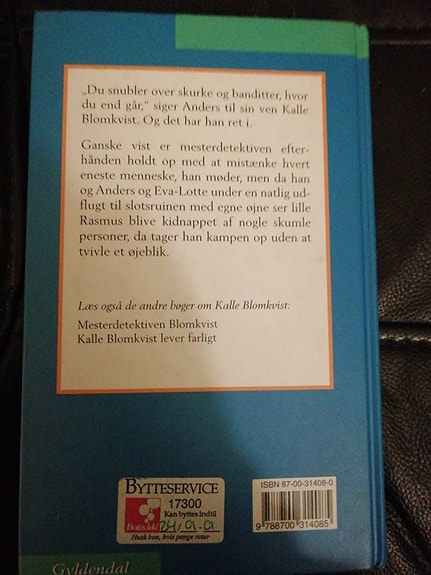 „Du snubler over skurke og banditter, hvor
du end går,“ siger Anders til sin ven Kalle
Blomkvist. Og det har han ret i.
Ganske vist er mesterdetektiven efter-
hånden holdt op med at mistænke hvert
eneste menneske, han møder, men da han
og Anders og Eva-Lotte under en natlig ud-
flugt til slotsruinen med egne øjne ser lille
Rasmus blive kidnappet af nogle skumle
personer, da tager han kampen op uden at
tvivle et øjeblik.
Læs også de andre bøger om Kalle Blomkvist:
Mesterdetektiven Blomkvist
Kalle Blomkvist lever farligt
BYTTESERVICE
17300
Kan byttes indtil
Husk bon, hvis penge retur
ISBN 87-00-31408-0
9 788700 314085
Gyldendal